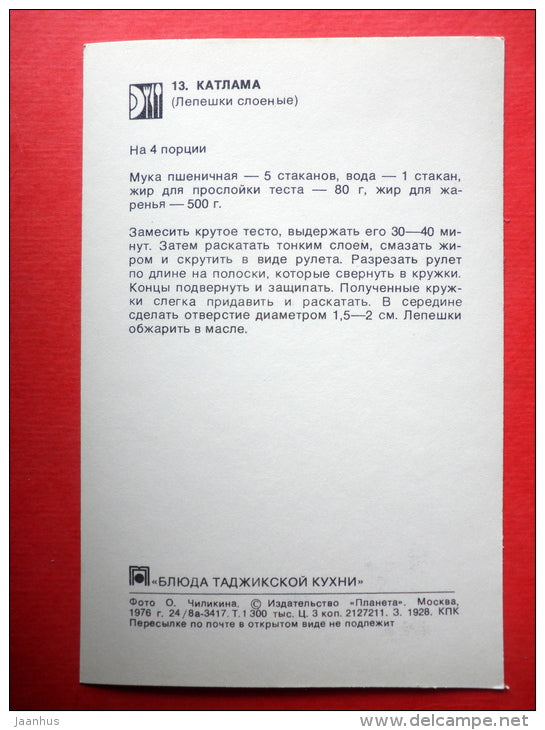 13. КАТЛАМА
(Лепешки слоеные)
На 4 порции
Мука пшеничная — 5 стаканов, вода — 1 стакан,
жир для прослойки теста — 80 г, жир для жа-
ренья — 500 г.
Замесить крутое тесто, выдержать его 30—40 ми-
нут. Затем раскатать тонким слоем, смазать жи-
ром и скрутить в виде рулета. Разрезать рулет
по длине на полоски, которые свернуть в кружки.
Концы подвернуть и защипать. Полученные круж-
ки слегка придавить и раскатать. В середине
сделать отверстие диаметром 1,5—2 см. Лепешки
обжарить в масле.
«БЛЮДА ТАДЖИКСКОЙ КУХНИ»
Фото О. Чиликина. © Издательство «Планета». Москва,
1976 г. 24/8а-3417. Т. 1 300 тыс. Ц. 3 коп. 2127211. З. 1928. КПК
Пересылке по почте в открытом виде не подлежит
Jaanhus
www.delcampe.net